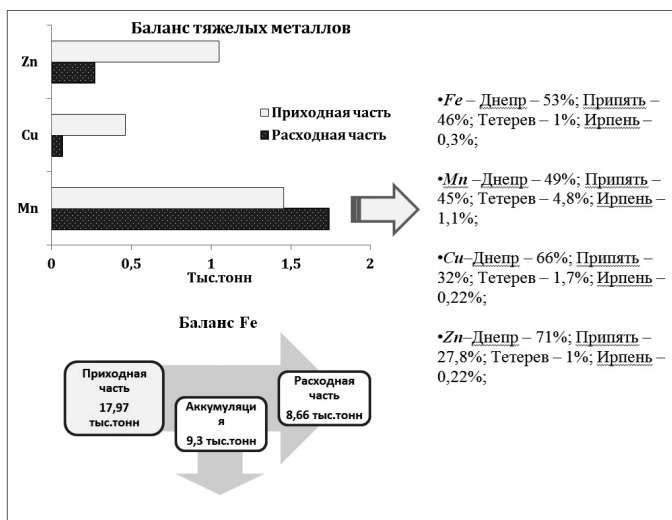 Баланс тяжелых металлов
Zn
Cu
Mn
Приходная часть
Расходная часть
0
0,5
1
1,5
2
Тыс.тонн
•Fe – Днепр – 53%; Припять –
46%; Тетерев – 1%; Ирпень –
0,3%;
•Mn –Днепр – 49%; Припять –
45%; Тетерев – 4,8%; Ирпень –
1,1%;
•Cu–Днепр – 66%; Припять –
32%; Тетерев – 1,7%; Ирпень –
0,22%;
•Zn–Днепр – 71%; Припять –
27,8%; Тетерев – 1%; Ирпень –
0,22%;
Баланс Fe
Приходная
часть
17,97
тыс.тонн
Аккумуляци
я
9,3 тыс.тонн
Расходная
часть
8,66 тыс.тонн